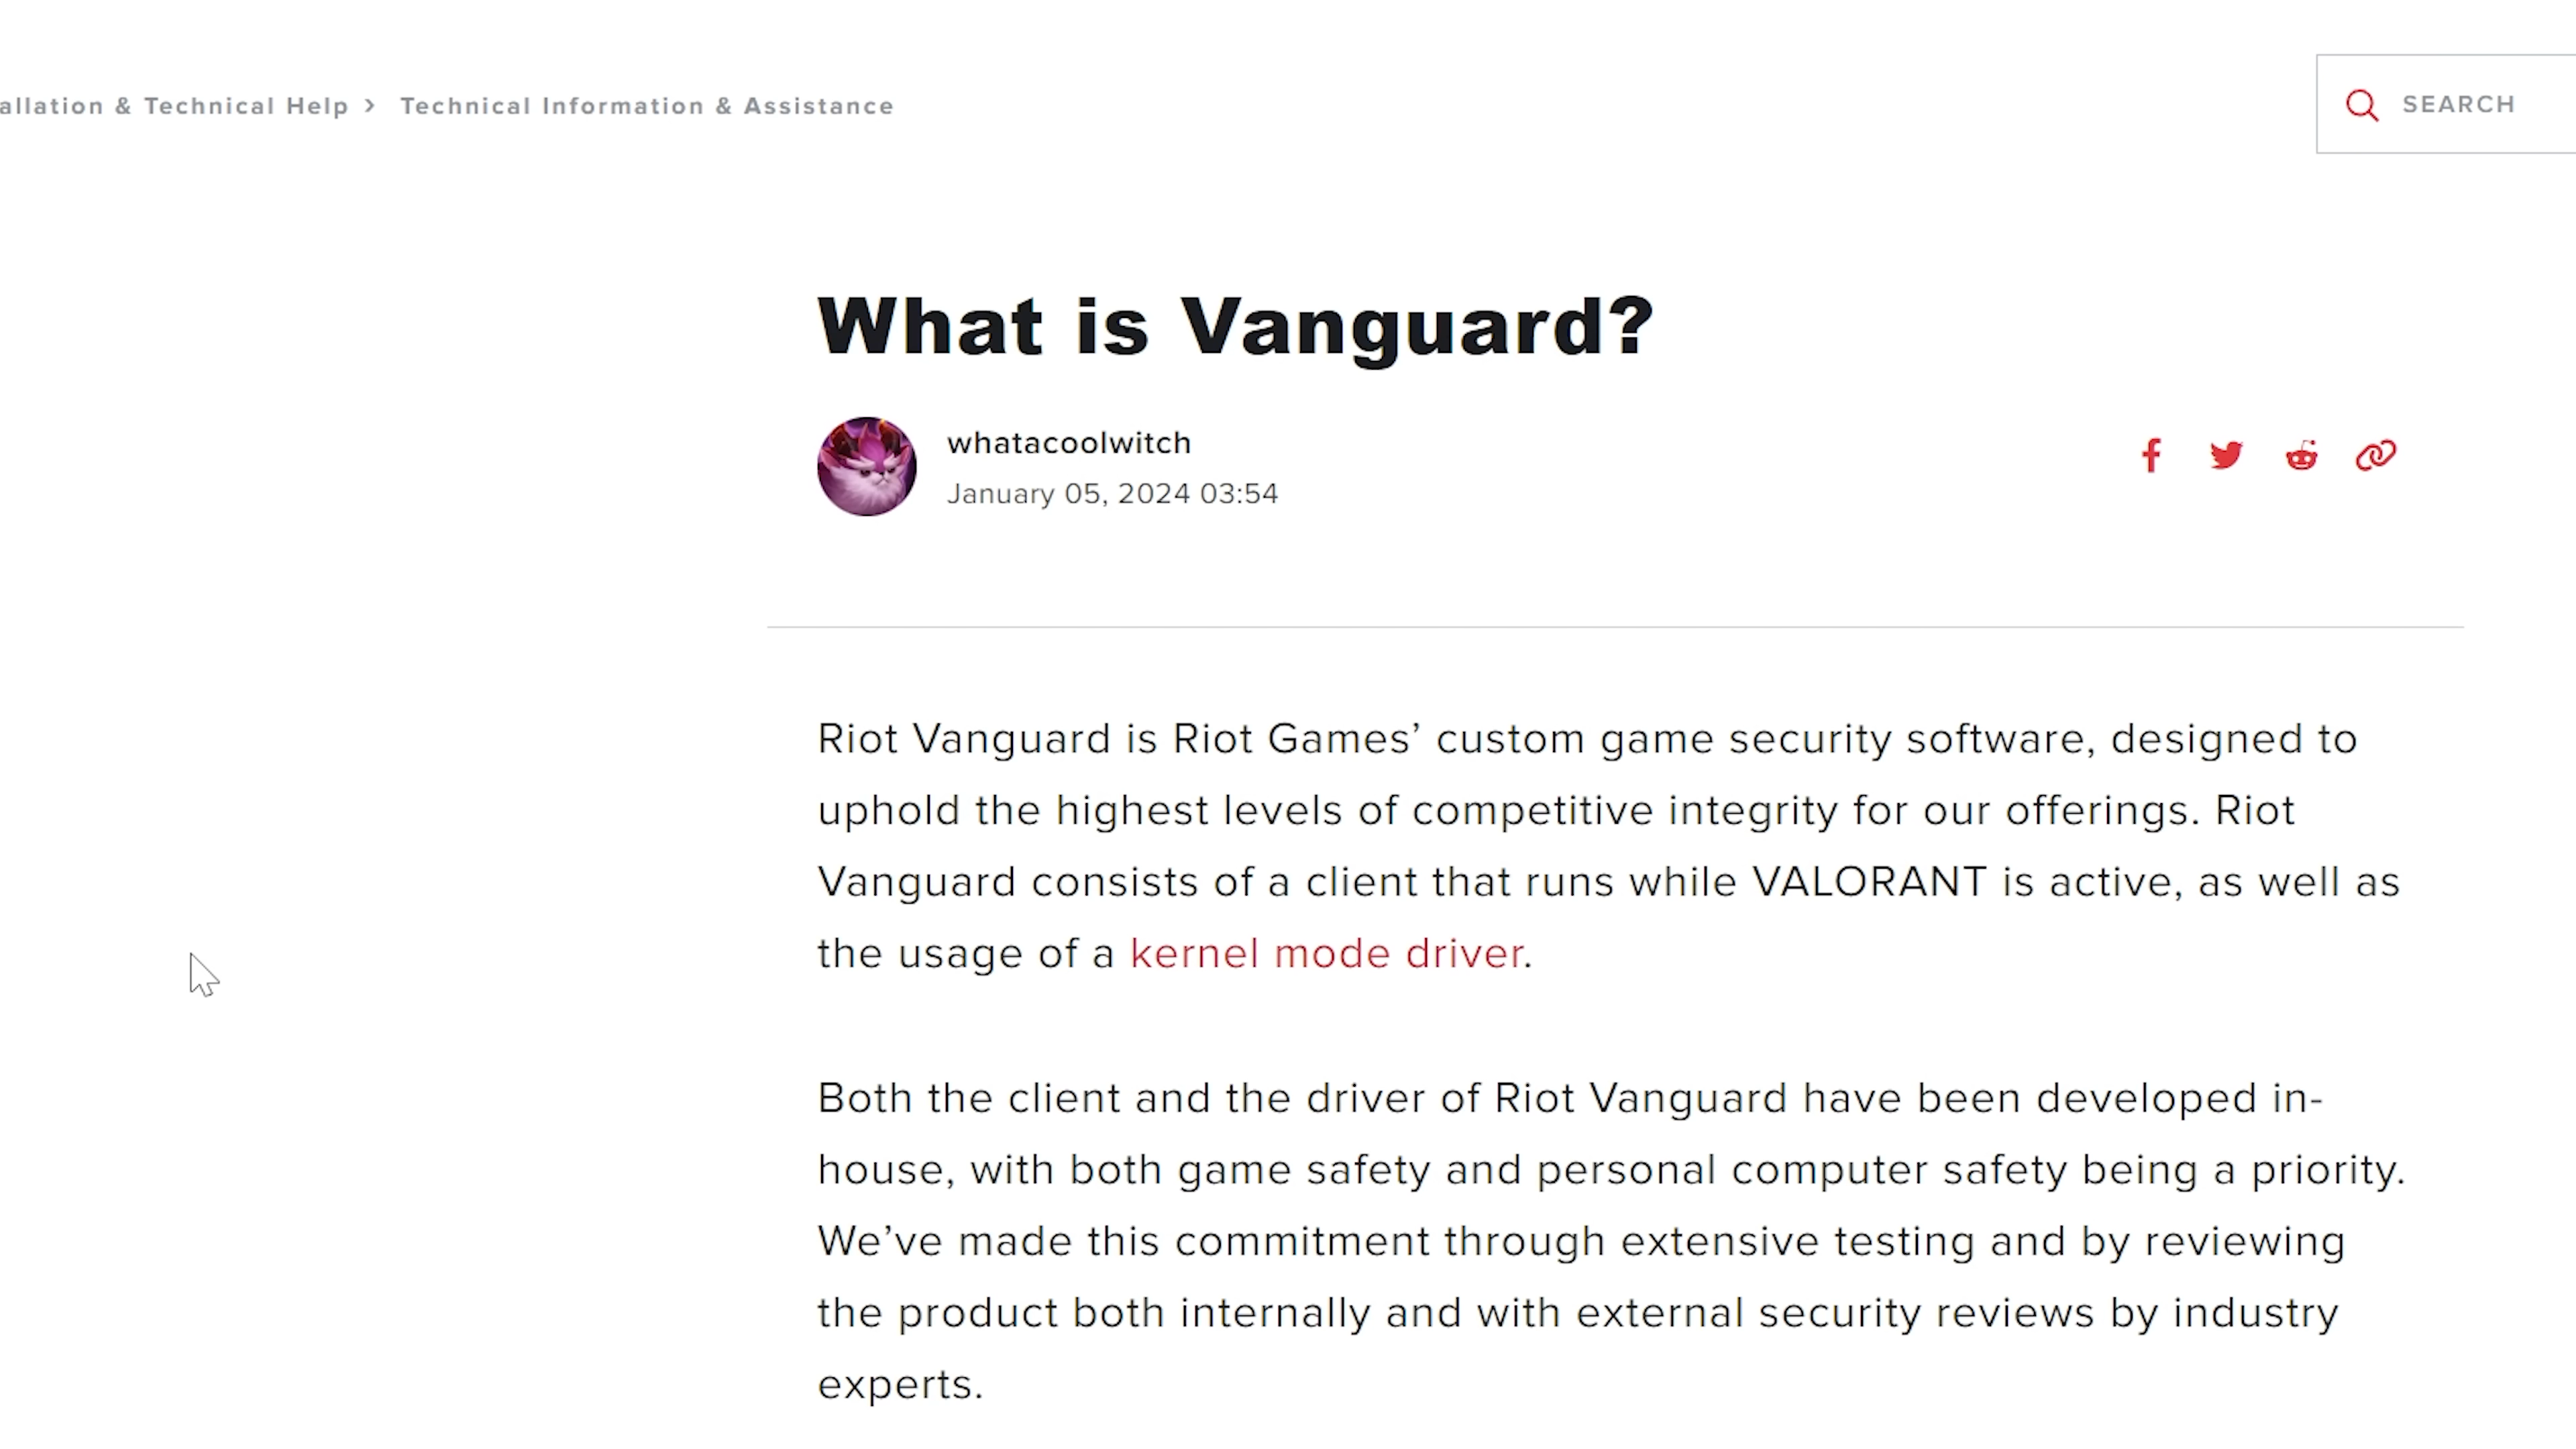 allation & Technical Help > Technical Information & Assistance
SEARCH
What is Vanguard?
whatacoolwitch
January 05, 2024 03:54
Riot Vanguard is Riot Games’ custom game security software, designed to
uphold the highest levels of competitive integrity for our offerings. Riot
Vanguard consists of a client that runs while VALORANT is active, as well as
the usage of a kernel mode driver.
Both the client and the driver of Riot Vanguard have been developed in-
house, with both game safety and personal computer safety being a priority.
We’ve made this commitment through extensive testing and by reviewing
the product both internally and with external security reviews by industry
experts.